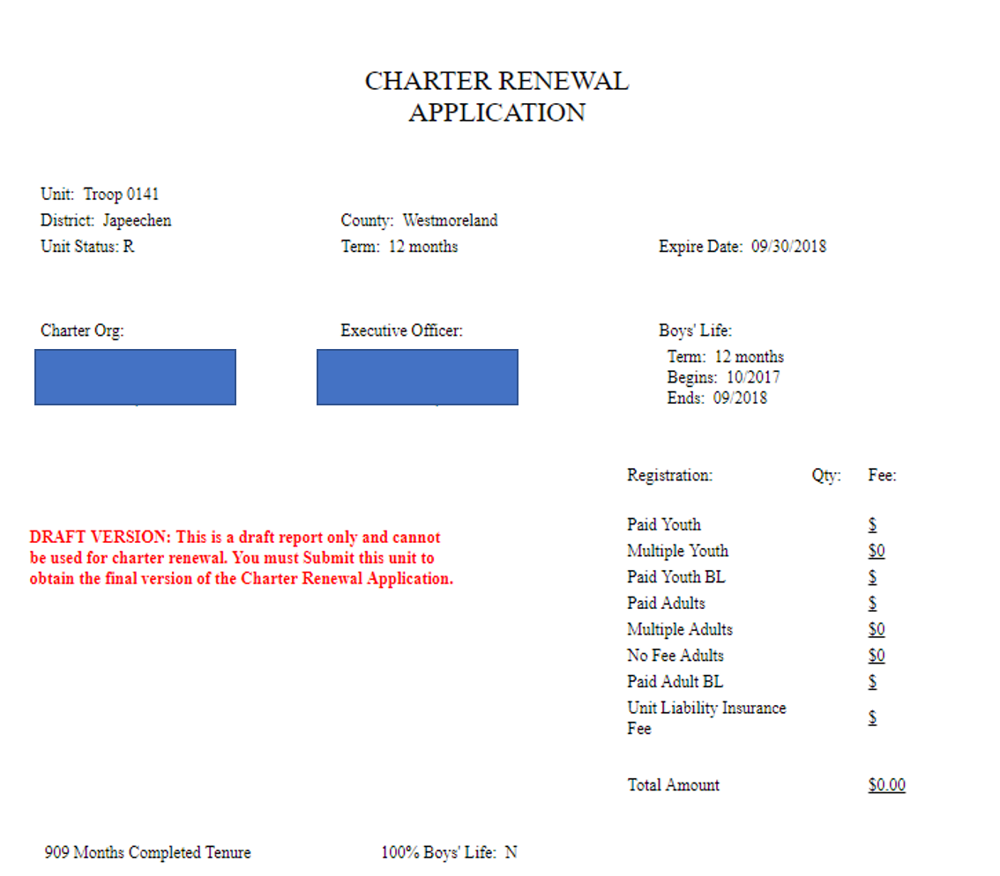 CHARTER RENEWAL
APPLICATION
Unit: Troop 0141
District: Japeechen County: Westmoreland
Unit Status: R Term: 12 months Expire Date: 09/30/2018
Charter Org: Executive Officer: Boys' Life:
Term: 12 months
Begins: 10/2017
Ends: 09/2018
Registration: Qty: Fee:
DRAFT VERSION: This is a draft report only and cannot
be used for charter renewal. You must Submit this unit to
obtain the final version of the Charter Renewal Application.
Paid Youth $
Multiple Youth $0
Paid Youth BL $
Paid Adults $
Multiple Adults $0
No Fee Adults $0
Paid Adult BL $
Unit Liability Insurance
Fee $
Total Amount $0.00
909 Months Completed Tenure 100% Boys' Life: N